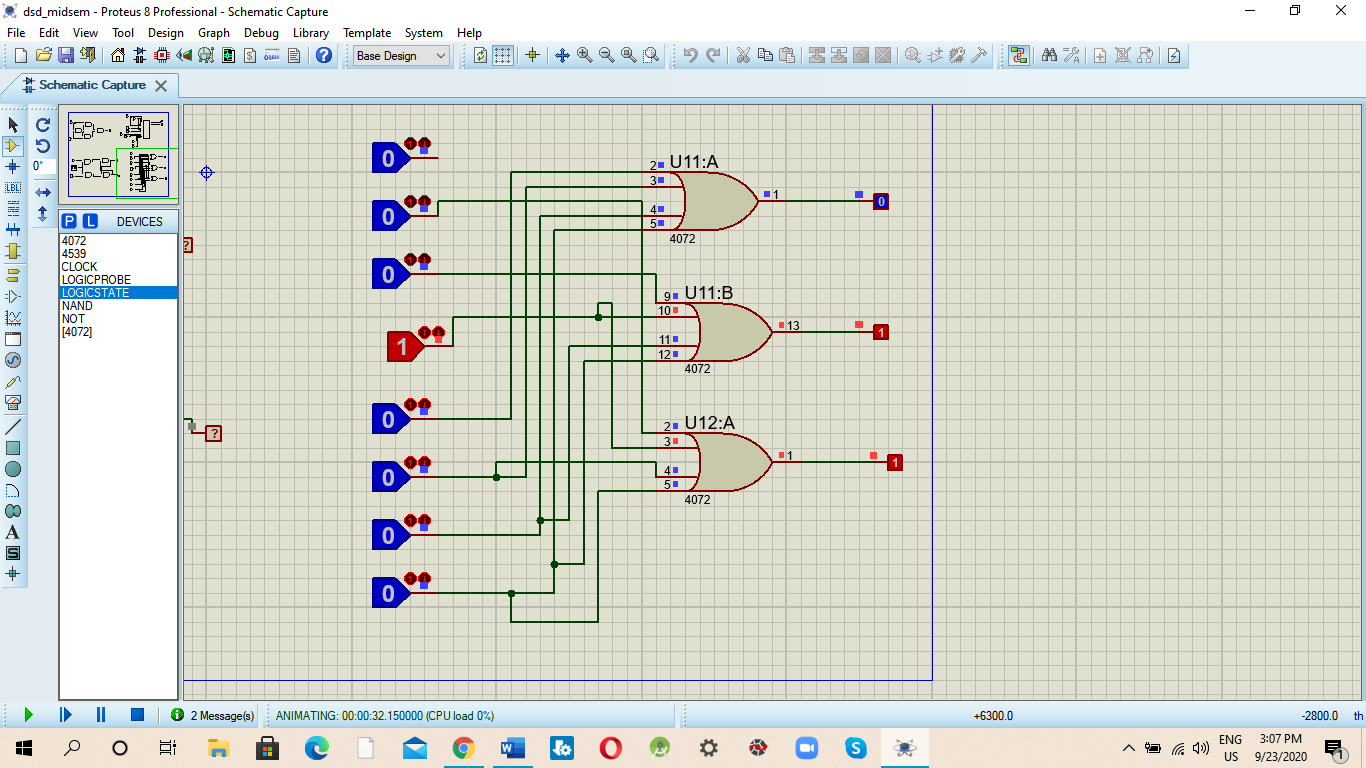 dsd_midsem - Proteus 8 Professional - Schematic Capture
File Edit View Tool Design Graph Debug Library Template System Help
Base Design
Schematic Capture
0°
P L DEVICES
4072
4539
CLOCK
LOGICPROBE
LOGICSTATE
NAND
NOT
[4072]
LBL
A
S
?
?
0
0
0
1
0
0
0
0
U11:A
2
3
4
5
1
0
4072
U11:B
9
10
11
12
13
1
4072
U12:A
2
3
4
5
1
1
4072
2 Message(s)
ANIMATING: 00:00:32.150000 (CPU load 0%)
+6300.0
-2800.0 th
ENG
US
3:07 PM
9/23/2020
1